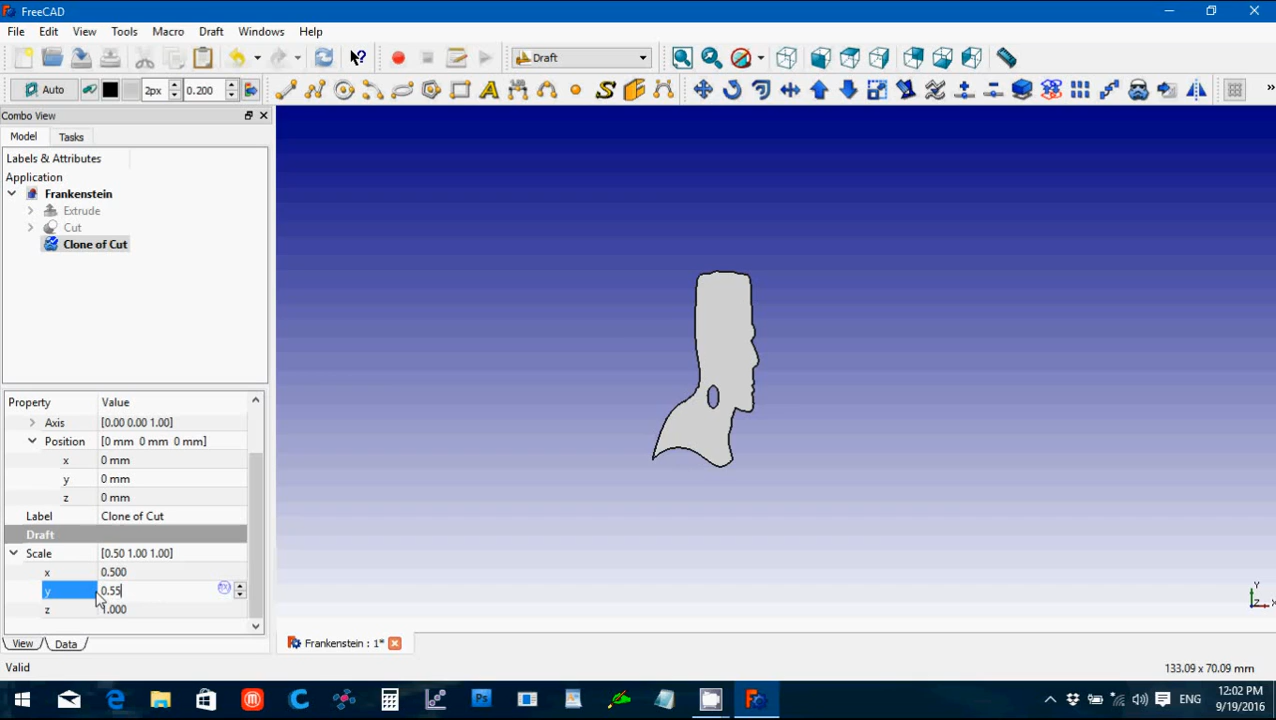 FreeCAD
File Edit View Tools Macro Draft Windows Help
Draft
Auto 2px 0.200
Combo View
Model Tasks
Labels & Attributes
Application
Frankenstein
Extrude
Cut
Clone of Cut
Property Value
Axis [0.00 0.00 1.00]
Position [0 mm 0 mm 0 mm]
x 0 mm
y 0 mm
z 0 mm
Label Clone of Cut
Draft
Scale [0.50 1.00 1.00]
x 0.500
y 0.55
z 1.000
View Data
Frankenstein : 1*
Valid 133.09 x 70.09 mm
ENG 12:02 PM
9/19/2016